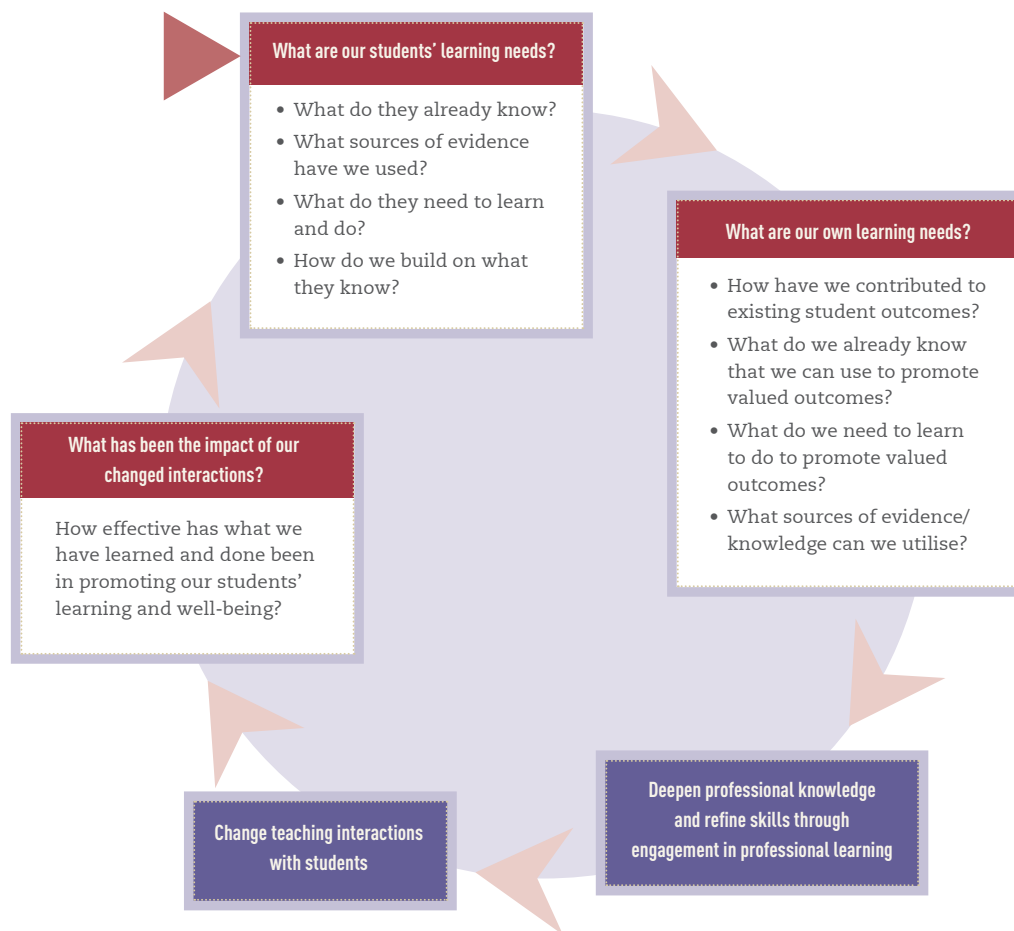 What are our students’ learning needs?
• What do they already know?
• What sources of evidence
have we used?
• What do they need to learn
and do?
• How do we build on what
they know?
What are our own learning needs?
• How have we contributed to
existing student outcomes?
• What do we already know
that we can use to promote
valued outcomes?
• What do we need to learn
to do to promote valued
outcomes?
• What sources of evidence/
knowledge can we utilise?
Deepen professional knowledge
and refine skills through
engagement in professional learning
Change teaching interactions
with students
What has been the impact of our
changed interactions?
How effective has what we
have learned and done been
in promoting our students’
learning and well-being?